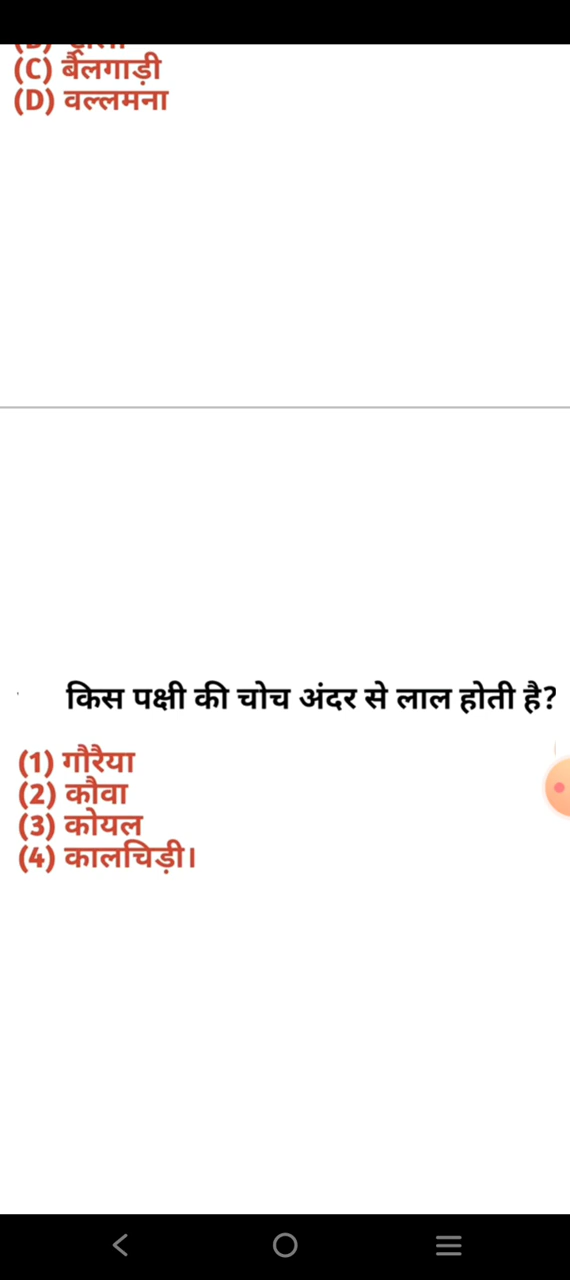 (C) बैलगाड़ी
(D) वल्लमना
किस पक्षी की चोच अंदर से लाल होती है?
(1) गौरैया
(2) कौवा
(3) कोयल
(4) कालचिड़ी।